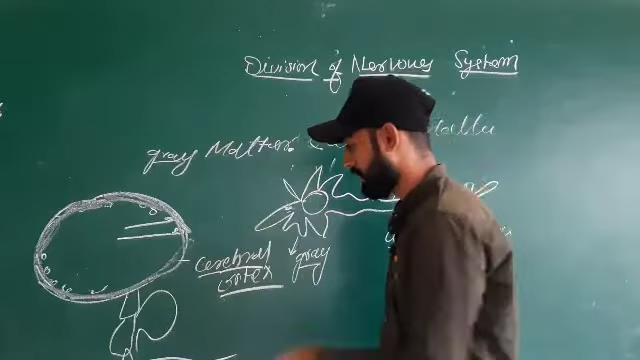 Division of Nervous System
gray Matter
Cerebral
Cortex
gray